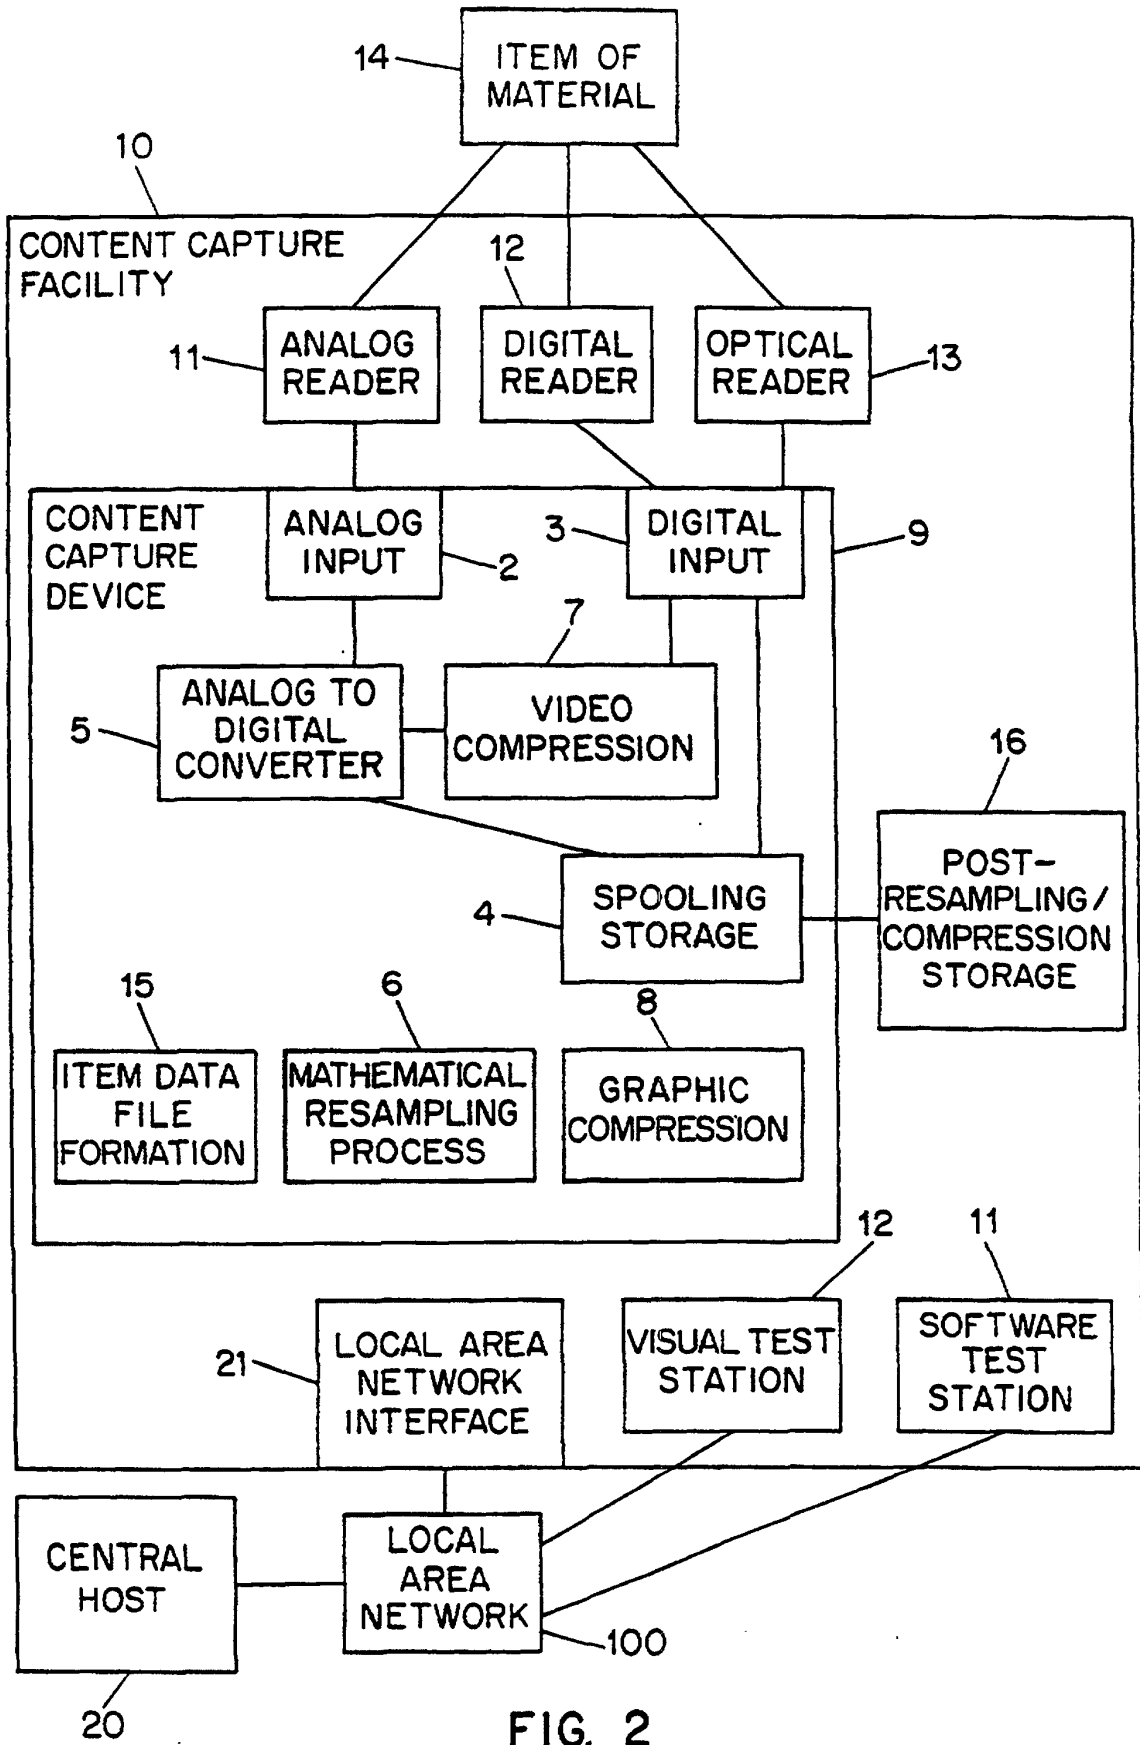 14
ITEM OF
MATERIAL
10
CONTENT CAPTURE
FACILITY
12
11
ANALOG
READER
DIGITAL
READER
OPTICAL
READER
13
CONTENT
CAPTURE
DEVICE
ANALOG
INPUT
2
3
DIGITAL
INPUT
9
7
5
ANALOG TO
DIGITAL
CONVERTER
VIDEO
COMPRESSION
16
4
SPOOLING
STORAGE
POST-
RESAMPLING/
COMPRESSION
STORAGE
15
6
8
ITEM DATA
FILE
FORMATION
MATHEMATICAL
RESAMPLING
PROCESS
GRAPHIC
COMPRESSION
12
11
21
LOCAL AREA
NETWORK
INTERFACE
VISUAL TEST
STATION
SOFTWARE
TEST
STATION
CENTRAL
HOST
LOCAL
AREA
NETWORK
100
20
FIG. 2